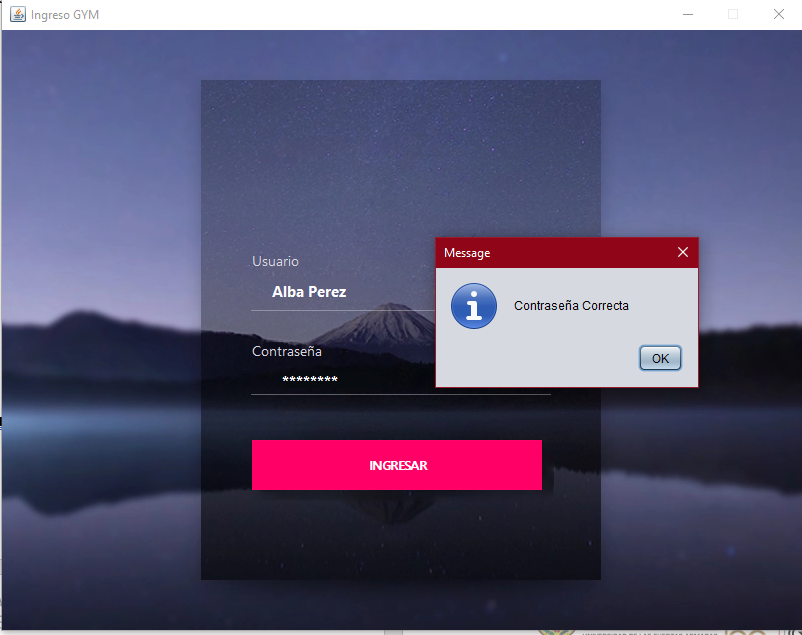 Ingreso GYM
Usuario
Alba Perez
Contraseña
********
INGRESAR
Message
Contraseña Correcta
OK